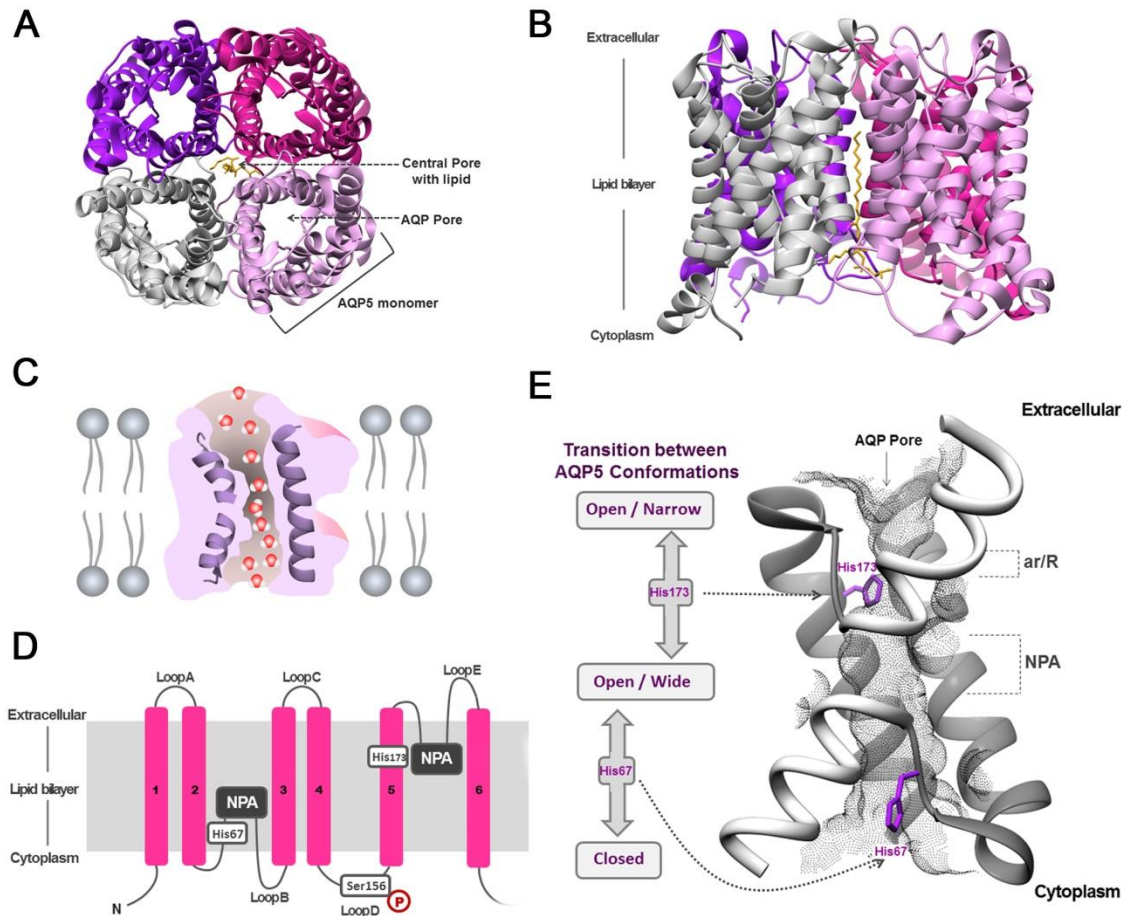 A
Central Pore
with lipid
AQP Pore
AQP5 monomer
B
Extracellular
Lipid bilayer
Cytoplasm
C
D
LoopA
LoopC
LoopE
Extracellular
Lipid bilayer
Cytoplasm
1
2
3
4
5
6
His173
NPA
NPA
His67
Ser156
P
LoopB
LoopD
N
E
Extracellular
AQP Pore
Transition between
AQP5 Conformations
Open / Narrow
His173
His173
ar/R
NPA
Open / Wide
His67
Closed
His67
Cytoplasm